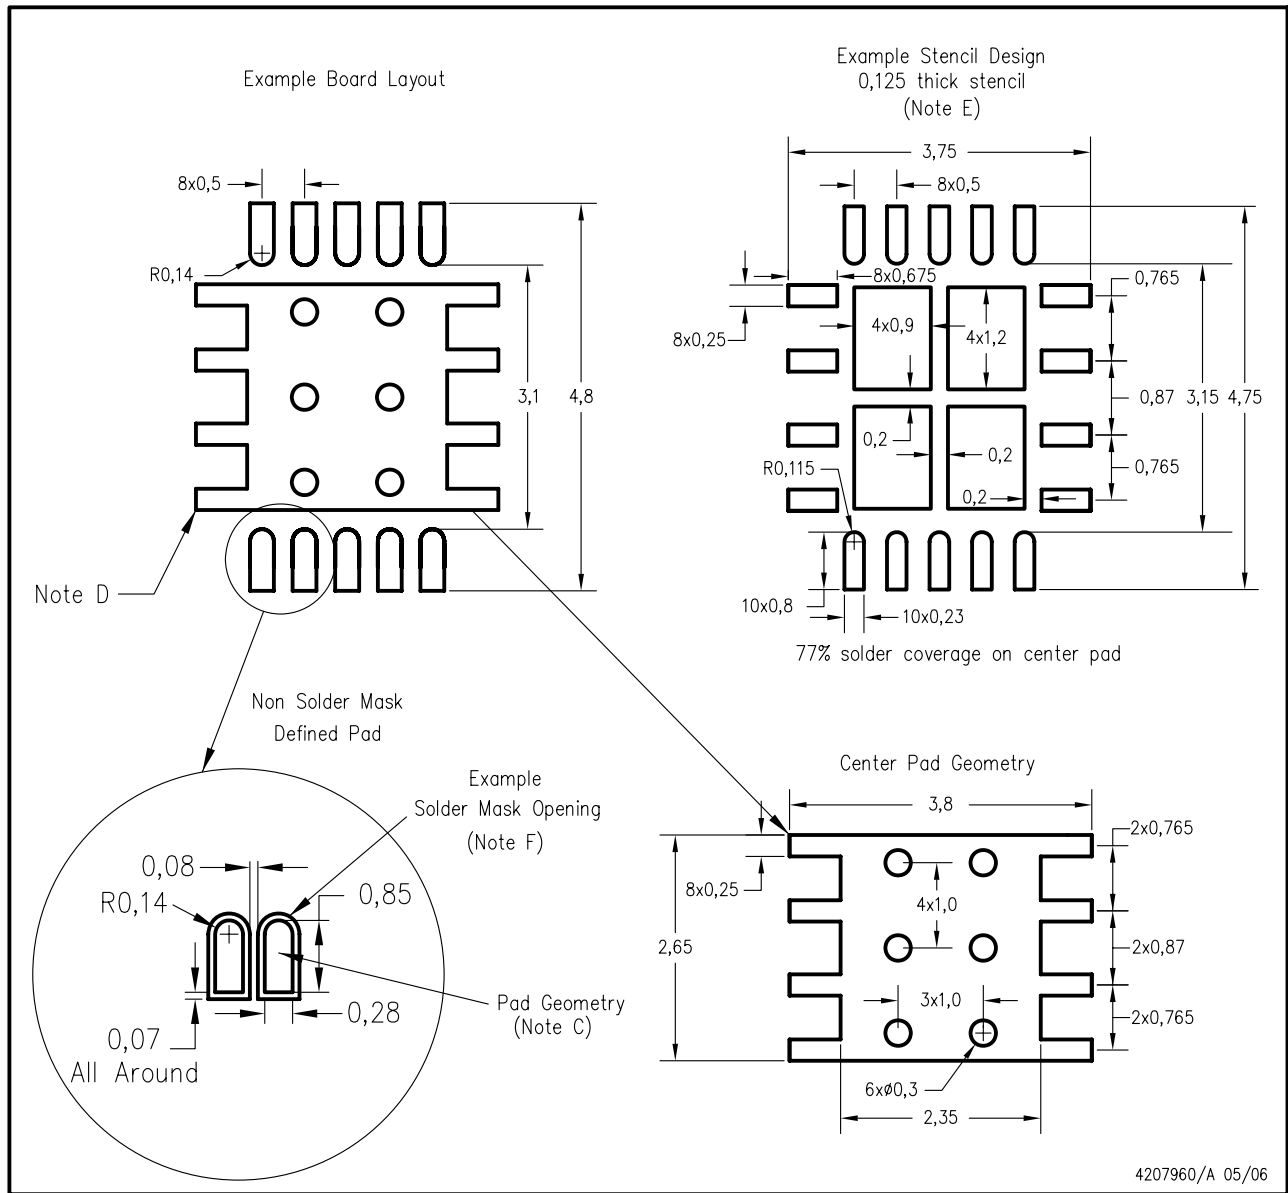 Example Board Layout
8x0,5
R0,14
3,1
4,8
Note D
Example Stencil Design
0,125 thick stencil
(Note E)
3,75
8x0,5
8x0,675
8x0,25
4x0,9
4x1,2
0,765
0,87
3,15
4,75
0,2
0,2
R0,115
0,765
0,2
10x0,8
10x0,23
77% solder coverage on center pad
Non Solder Mask
Defined Pad
Example
Solder Mask Opening
(Note F)
0,08
R0,14
0,85
0,28
0,07
All Around
Pad Geometry
(Note C)
Center Pad Geometry
3,8
2x0,765
8x0,25
4x1,0
2,65
2x0,87
3x1,0
2x0,765
6xø0,3
2,35
4207960/A 05/06